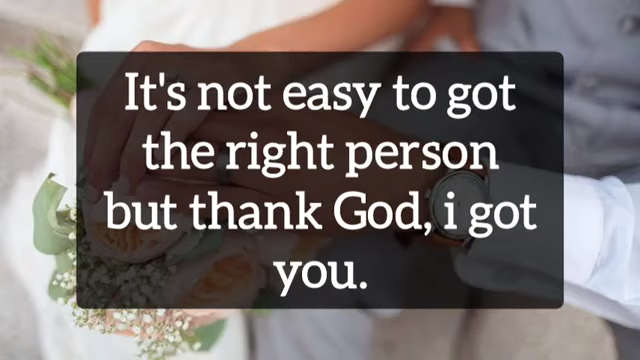 It's not easy to got
the right person
but thank God, i got
you.